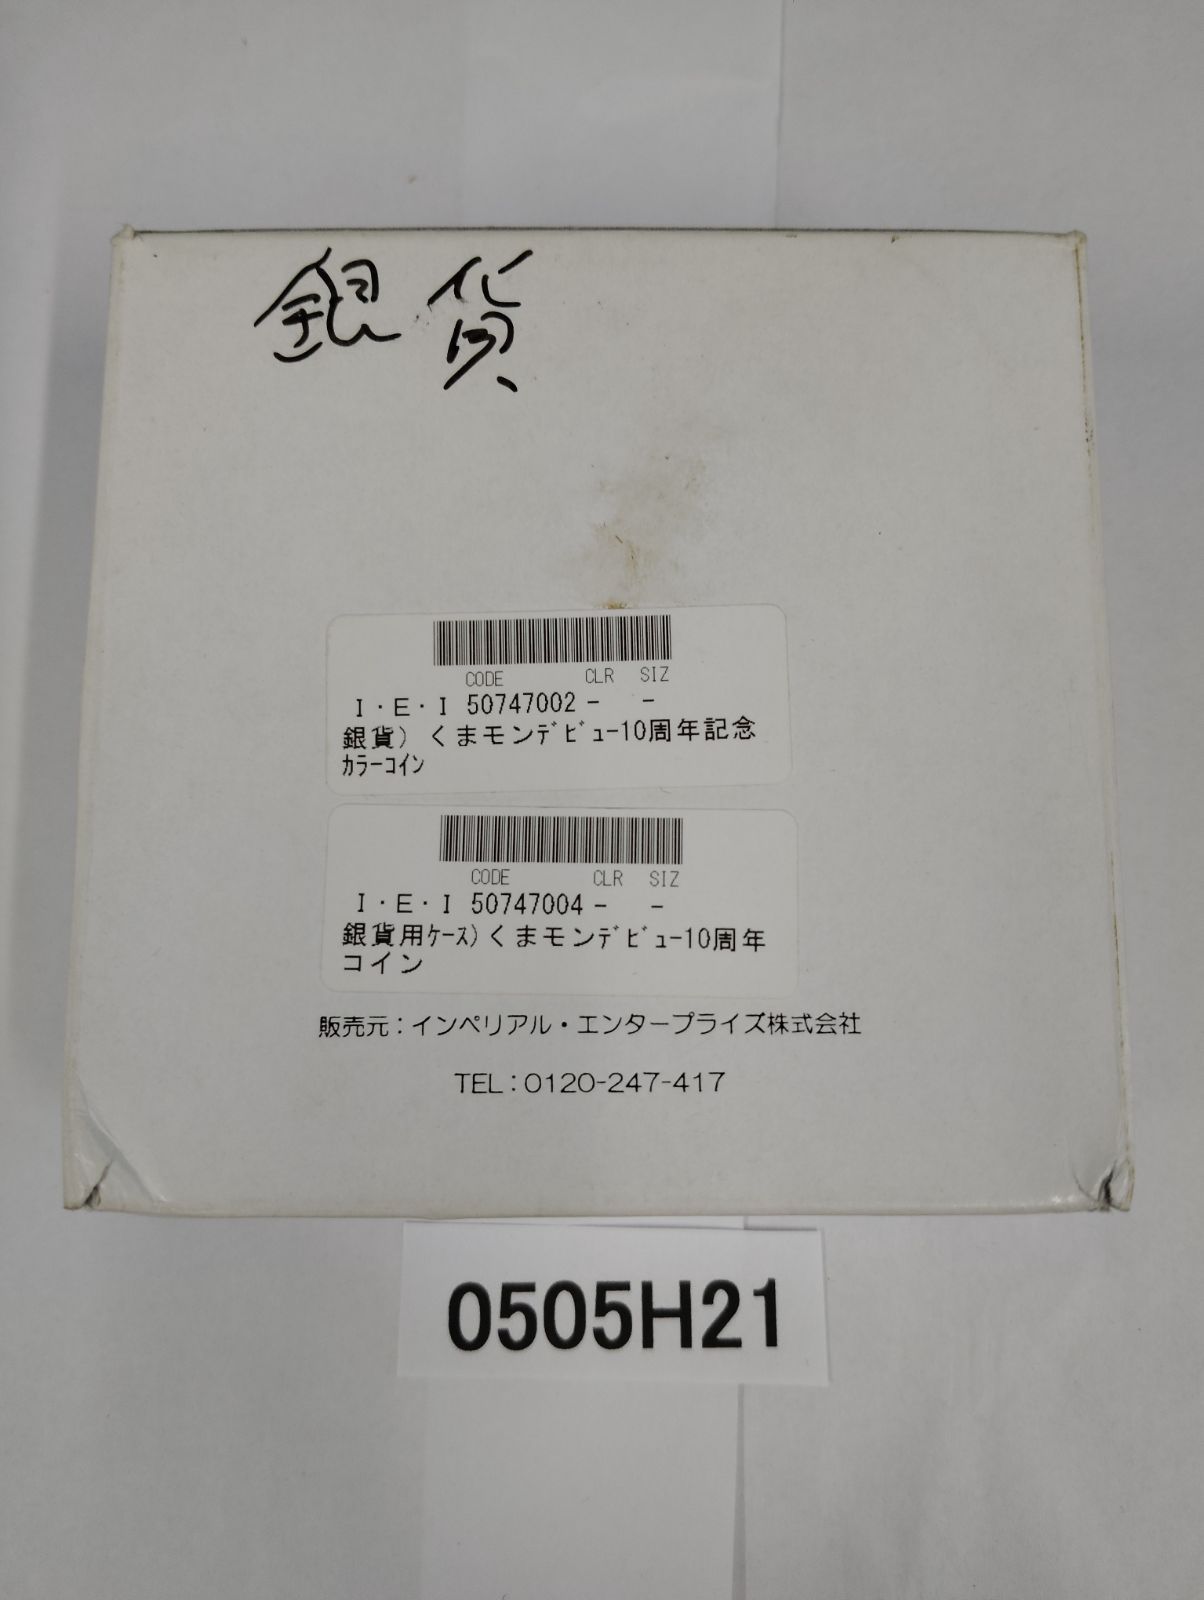 銀貨
CODE CLR SIZ
I・E・I 50747002 - -
銀貨) くまモンデビュー10周年記念
カラーコイン
CODE CLR SIZ
I・E・I 50747004 - -
銀貨用ケース)くまモンデビュー10周年
コイン
販売元：インペリアル・エンタープライズ株式会社
TEL：0120-247-417
0505H21